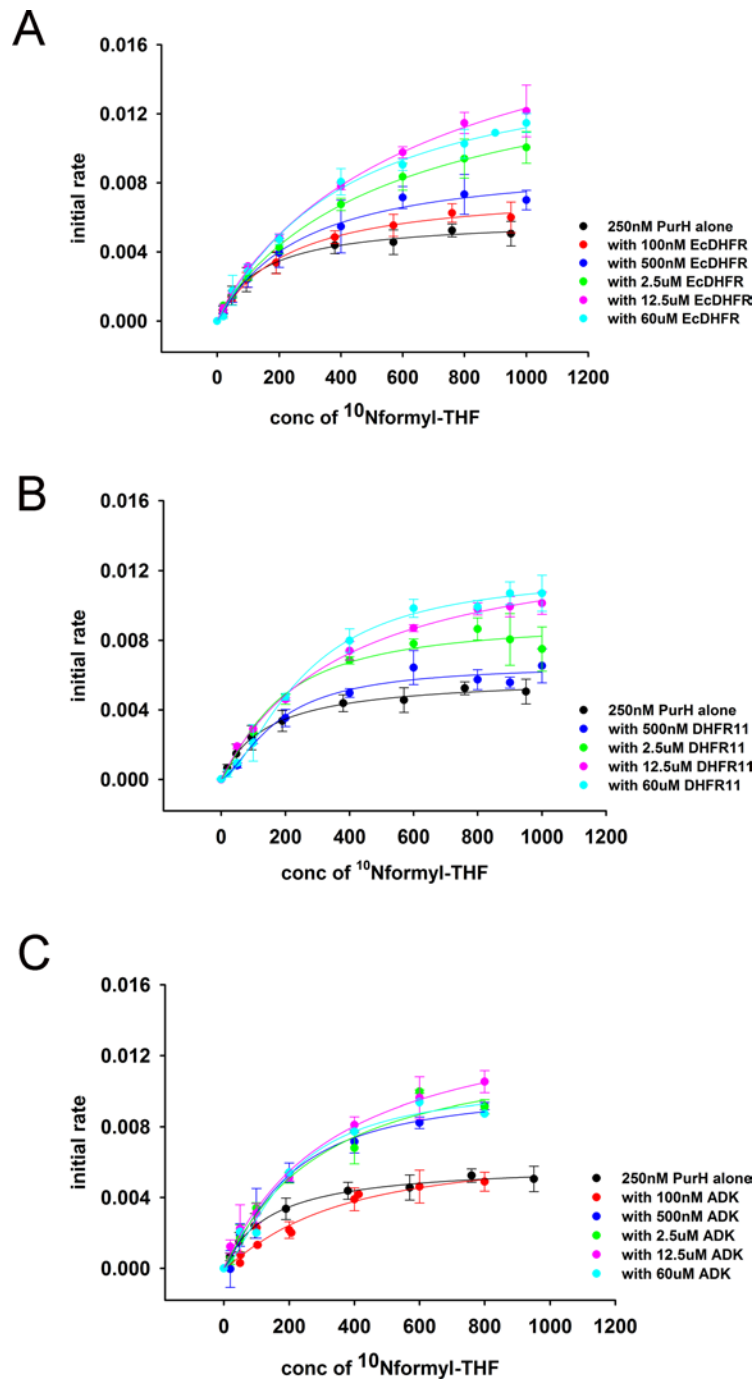 A
0.016
0.012
0.008
0.004
0.000
initial rate
0 200 400 600 800 1000 1200
conc of ¹⁰Nformyl-THF
250nM PurH alone
with 100nM EcDHFR
with 500nM EcDHFR
with 2.5uM EcDHFR
with 12.5uM EcDHFR
with 60uM EcDHFR
B
0.016
0.012
0.008
0.004
0.000
initial rate
0 200 400 600 800 1000 1200
conc of ¹⁰Nformyl-THF
250nM PurH alone
with 500nM DHFR11
with 2.5uM DHFR11
with 12.5uM DHFR11
with 60uM DHFR11
C
0.016
0.012
0.008
0.004
0.000
initial rate
0 200 400 600 800 1000 1200
conc of ¹⁰Nformyl-THF
250nM PurH alone
with 100nM ADK
with 500nM ADK
with 2.5uM ADK
with 12.5uM ADK
with 60uM ADK